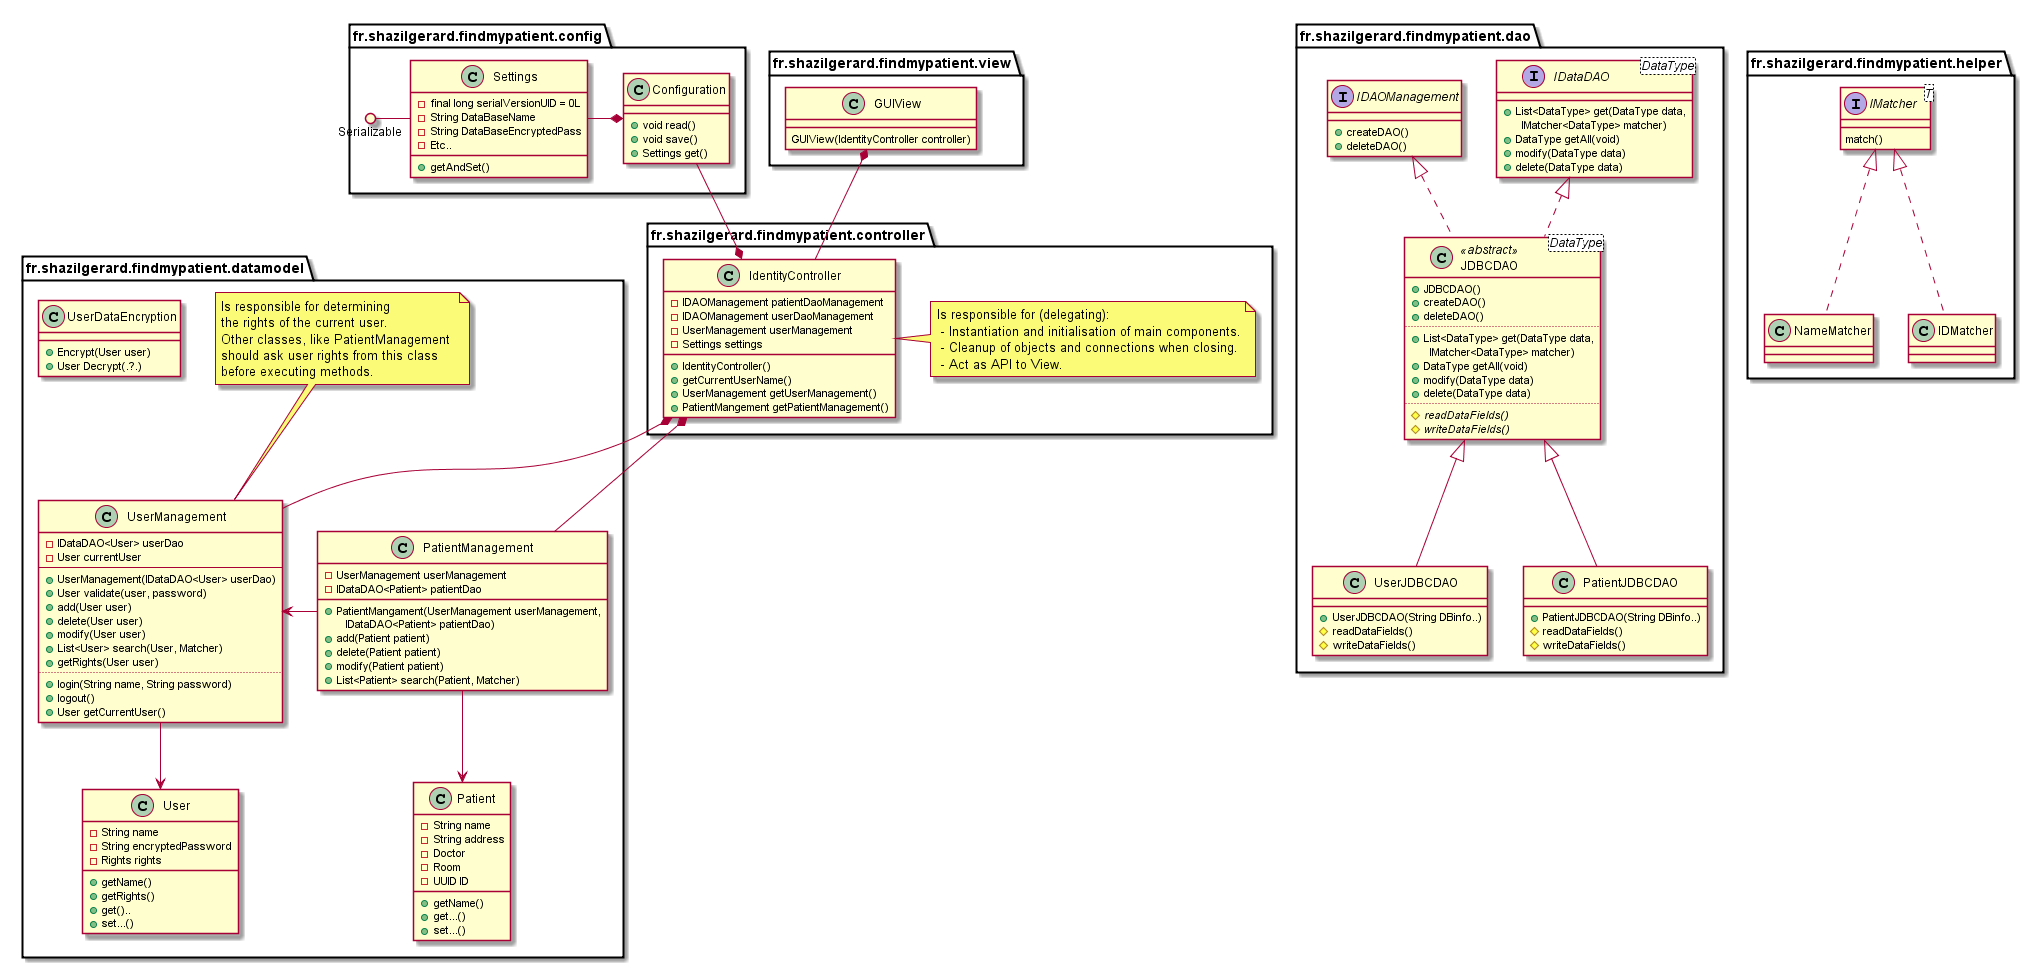 fr.shazilgerard.findmypatient.config
C Settings
final long serialVersionUID = 0L
String DataBaseName
String DataBaseEncryptedPass
Etc..
getAndSet()
Serializable
C Configuration
void read()
void save()
Settings get()
fr.shazilgerard.findmypatient.view
C GUIView
GUIView(IdentityController controller)
fr.shazilgerard.findmypatient.dao
I IDAOManagement
createDAO()
deleteDAO()
I IDataDAO
DataType
List<DataType> get(DataType data,
IMatcher<DataType> matcher)
DataType getAll(void)
modify(DataType data)
delete(DataType data)
C «abstract»
JDBCDAO
DataType
JDBCDAO()
createDAO()
deleteDAO()
List<DataType> get(DataType data,
IMatcher<DataType> matcher)
DataType getAll(void)
modify(DataType data)
delete(DataType data)
readDataFields()
writeDataFields()
C UserJDBCDAO
UserJDBCDAO(String DBinfo..)
readDataFields()
writeDataFields()
C PatientJDBCDAO
PatientJDBCDAO(String DBinfo..)
readDataFields()
writeDataFields()
fr.shazilgerard.findmypatient.helper
I IMatcher
T
match()
C NameMatcher
C IDMatcher
fr.shazilgerard.findmypatient.controller
C IdentityController
IDAOManagement patientDaoManagement
IDAOManagement userDaoManagement
UserManagement userManagement
Settings settings
IdentityController()
getCurrentUserName()
UserManagement getUserManagement()
PatientMangement getPatientManagement()
Is responsible for (delegating):
- Instantiation and initialisation of main components.
- Cleanup of objects and connections when closing.
- Act as API to View.
fr.shazilgerard.findmypatient.datamodel
C UserDataEncryption
Encrypt(User user)
User Decrypt(.?.)
Is responsible for determining
the rights of the current user.
Other classes, like PatientManagement
should ask user rights from this class
before executing methods.
C UserManagement
IDataDAO<User> userDao
User currentUser
UserManagement(IDataDAO<User> userDao)
User validate(user, password)
add(User user)
delete(User user)
modify(User user)
List<User> search(User, Matcher)
getRights(User user)
login(String name, String password)
logout()
User getCurrentUser()
C PatientManagement
UserManagement userManagement
IDataDAO<Patient> patientDao
PatientMangament(UserManagement userManagement,
IDataDAO<Patient> patientDao)
add(Patient patient)
delete(Patient patient)
modify(Patient patient)
List<Patient> search(Patient, Matcher)
C User
String name
String encryptedPassword
Rights rights
getName()
getRights()
get()..
set...()
C Patient
String name
String address
Doctor
Room
UUID ID
getName()
get...()
set...()